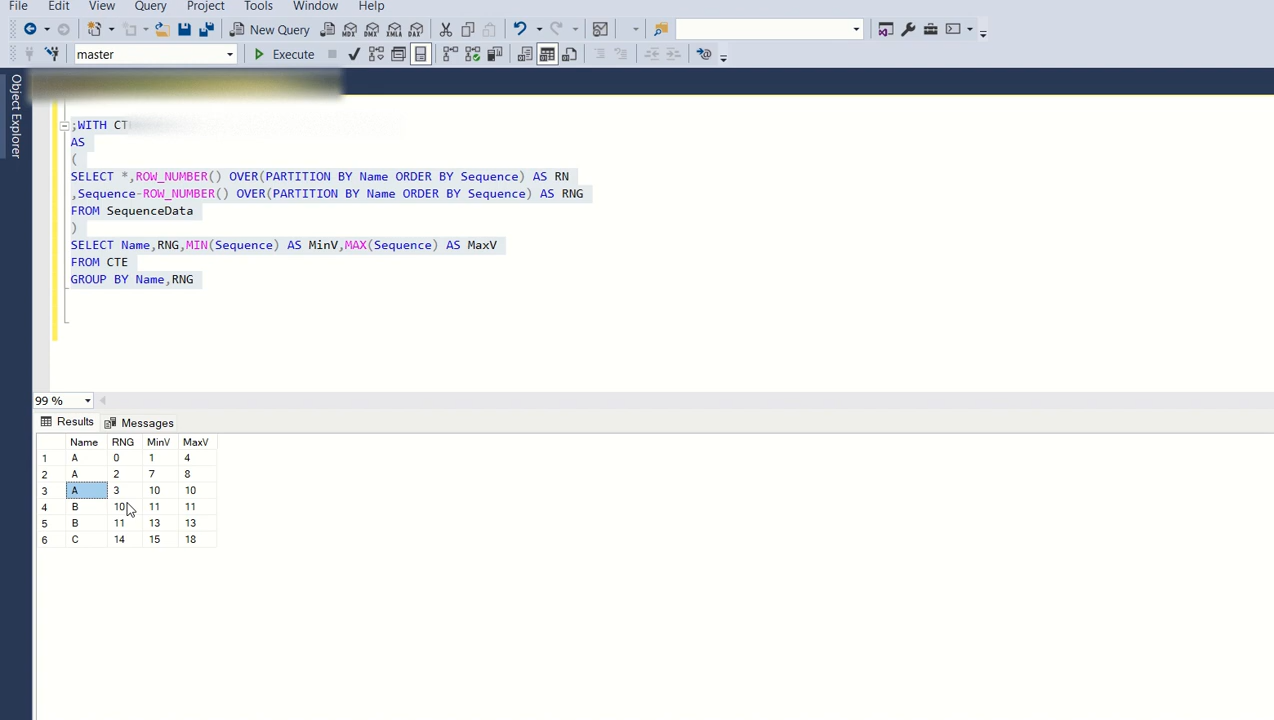 File Edit View Query Project Tools Window Help
New Query
master Execute
Object Explorer
;WITH CT
AS
(
SELECT *,ROW_NUMBER() OVER(PARTITION BY Name ORDER BY Sequence) AS RN
,Sequence-ROW_NUMBER() OVER(PARTITION BY Name ORDER BY Sequence) AS RNG
FROM SequenceData
)
SELECT Name,RNG,MIN(Sequence) AS MinV,MAX(Sequence) AS MaxV
FROM CTE
GROUP BY Name,RNG
99 %
Results Messages
Name RNG MinV MaxV
1 A 0 1 4
2 A 2 7 8
3 A 3 10 10
4 B 10 11 11
5 B 11 13 13
6 C 14 15 18